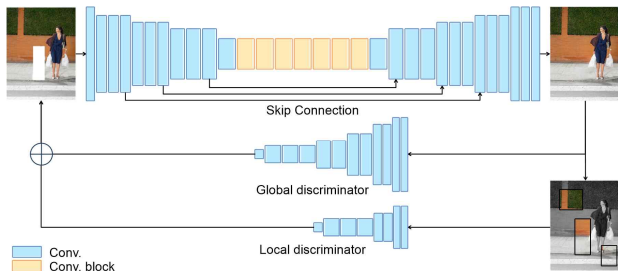 Skip Connection
Global discriminator
Local discriminator
Conv.
Conv. block